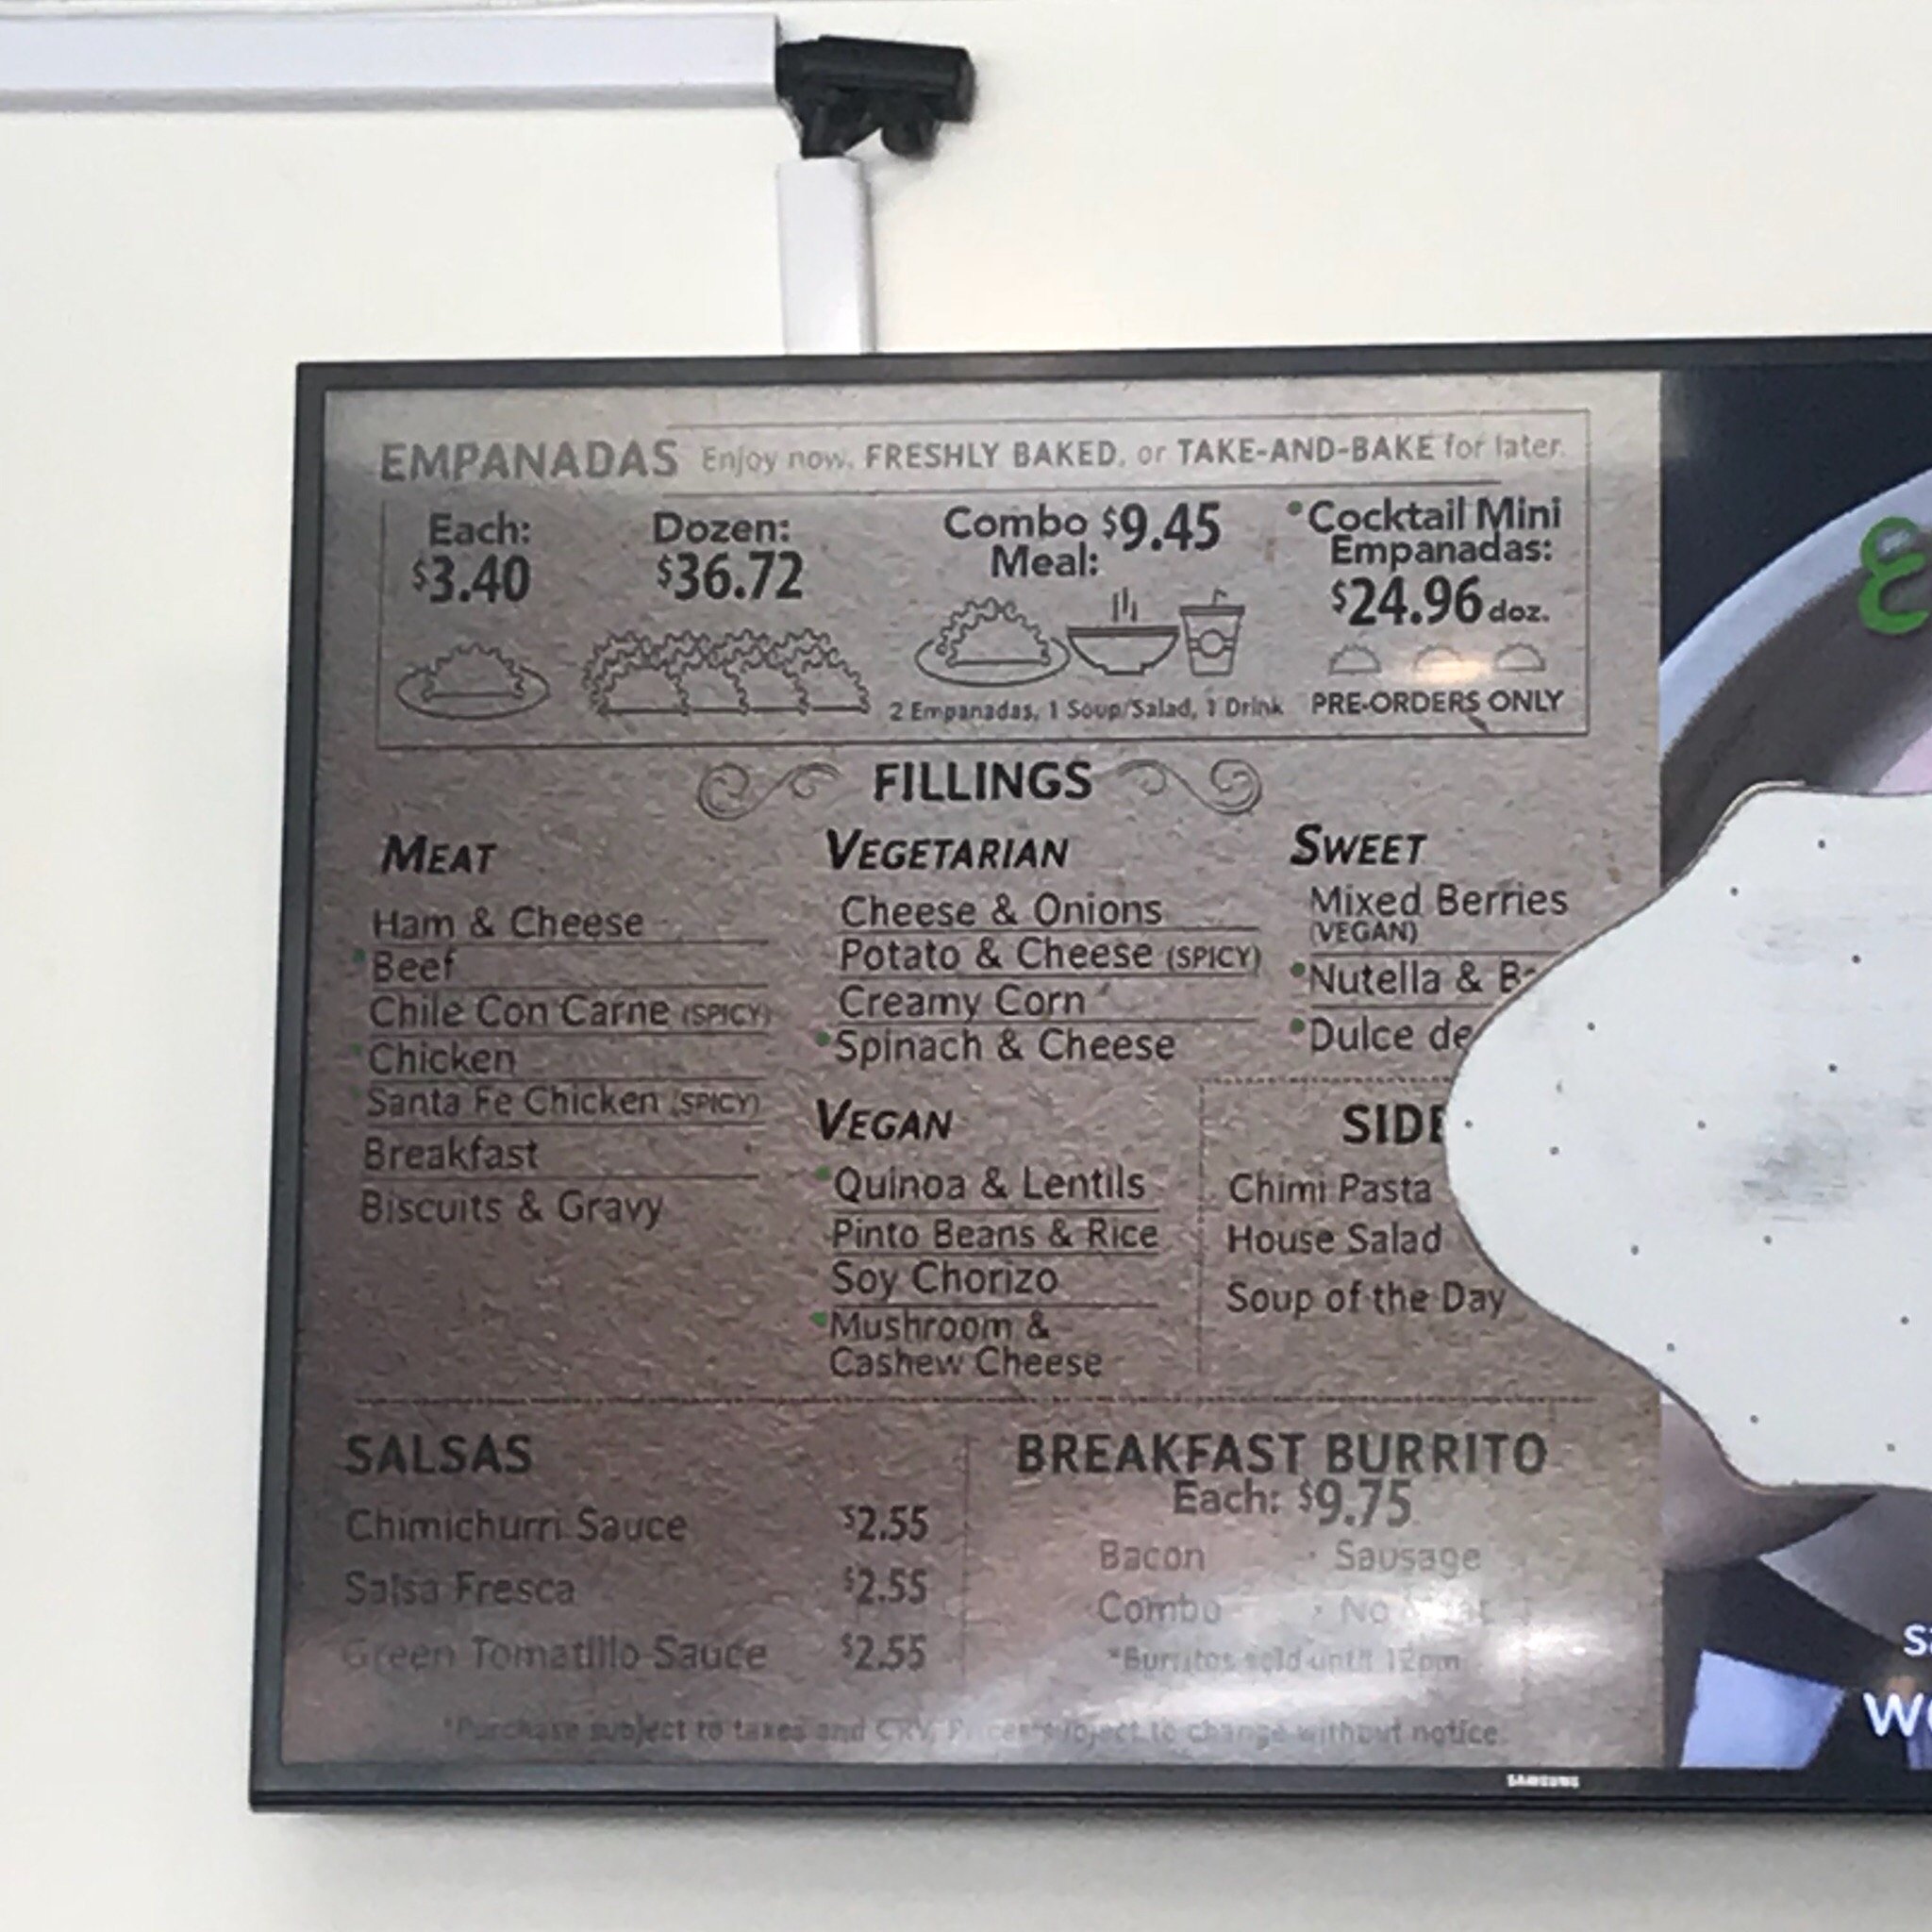 EMPANADAS Enjoy now, FRESHLY BAKED, or TAKE-AND-BAKE for later.
Each:
$3.40
Dozen:
$36.72
Combo $9.45
Meal:
2 Empanadas, 1 Soup/Salad, 1 Drink
•Cocktail Mini
Empanadas:
$24.96 doz.
PRE-ORDERS ONLY
FILLINGS
MEAT
Ham & Cheese
•Beef
Chile Con Carne (SPICY)
•Chicken
•Santa Fe Chicken (SPICY)
Breakfast
Biscuits & Gravy
VEGETARIAN
Cheese & Onions
Potato & Cheese (SPICY)
Creamy Corn
•Spinach & Cheese
VEGAN
•Quinoa & Lentils
Pinto Beans & Rice
Soy Chorizo
•Mushroom &
Cashew Cheese
SWEET
Mixed Berries
(VEGAN)
•Nutella &
•Dulce de
Chimi Pasta
House Salad
Soup of the Day
SALSAS
Chimichurri Sauce $2.55
Salsa Fresca $2.55
Green Tomatillo Sauce $2.55
BREAKFAST BURRITO
Each: $9.75
Bacon · Sausage
Combo · No
*Burritos sold until 12pm
*Purchase subject to taxes and CRV. Prices subject to change without notice.
SAMSUNG